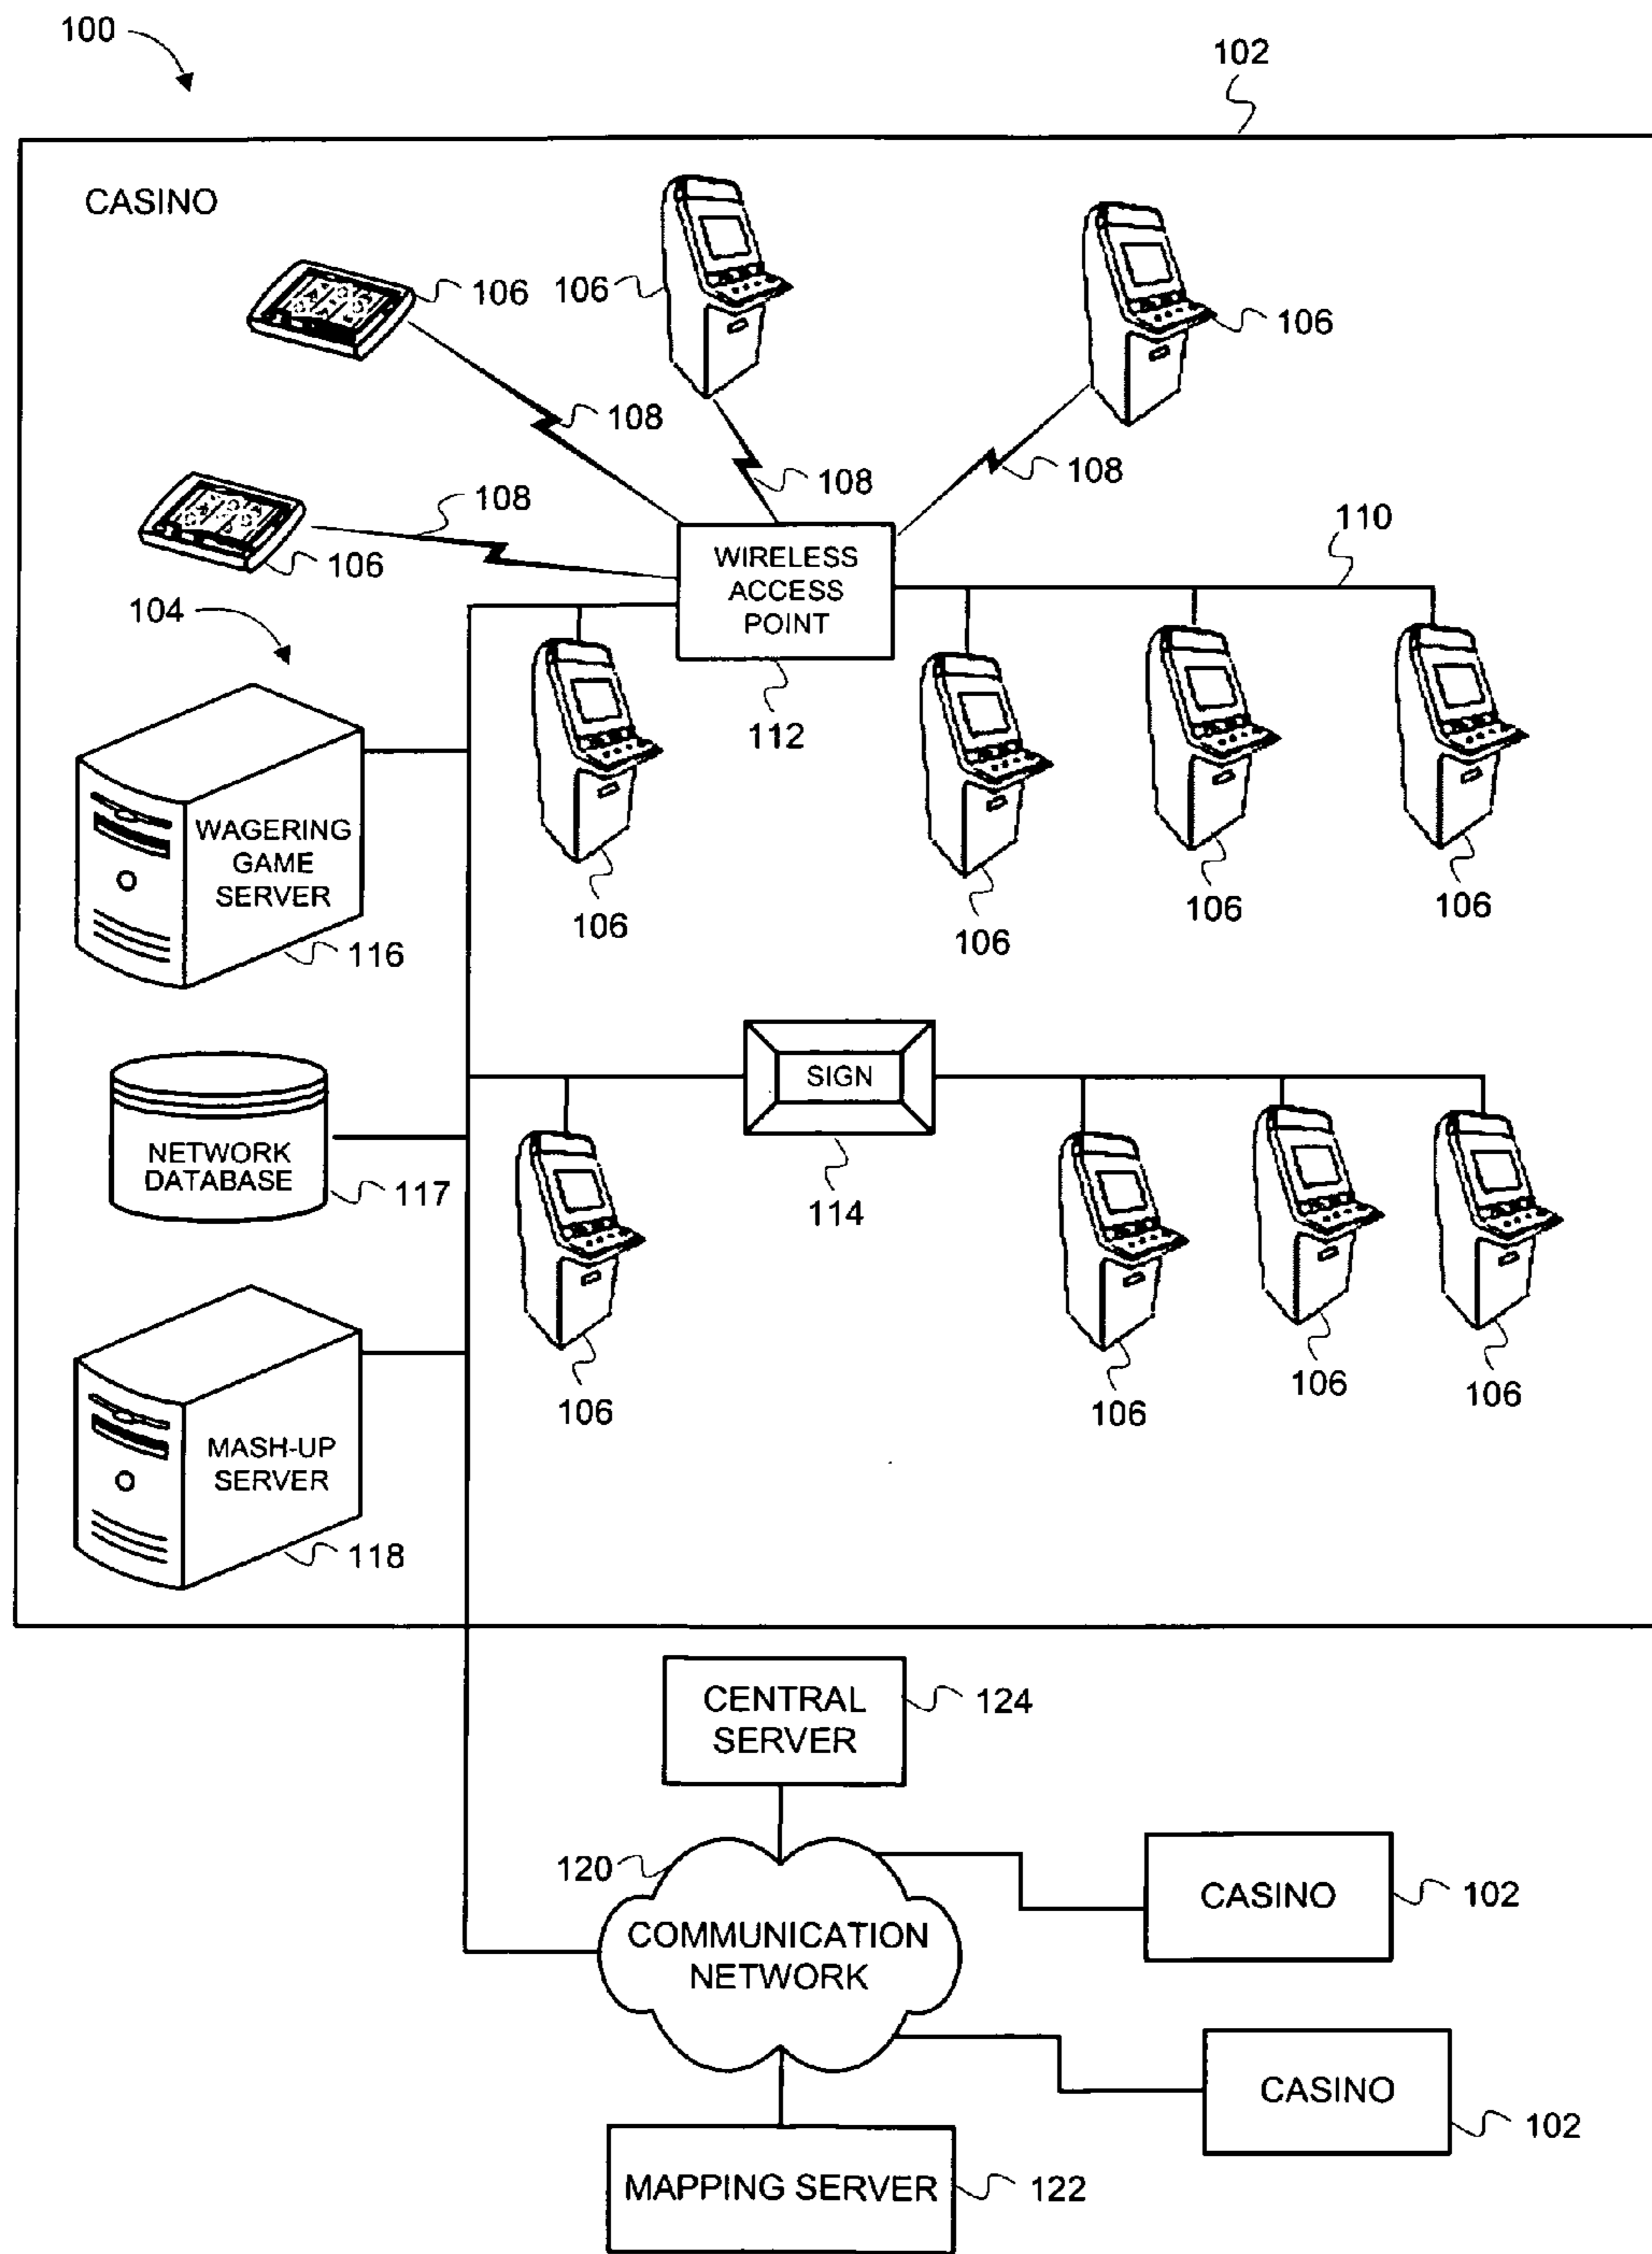 100
102
CASINO
106
106
106
108
108
108
108
106
110
WIRELESS
ACCESS
POINT
104
112
WAGERING
GAME
SERVER
116
106
106
106
106
SIGN
114
NETWORK
DATABASE
117
106
106
106
106
MASH-UP
SERVER
118
CENTRAL
SERVER
124
120
COMMUNICATION
NETWORK
CASINO
102
CASINO
102
MAPPING SERVER
122